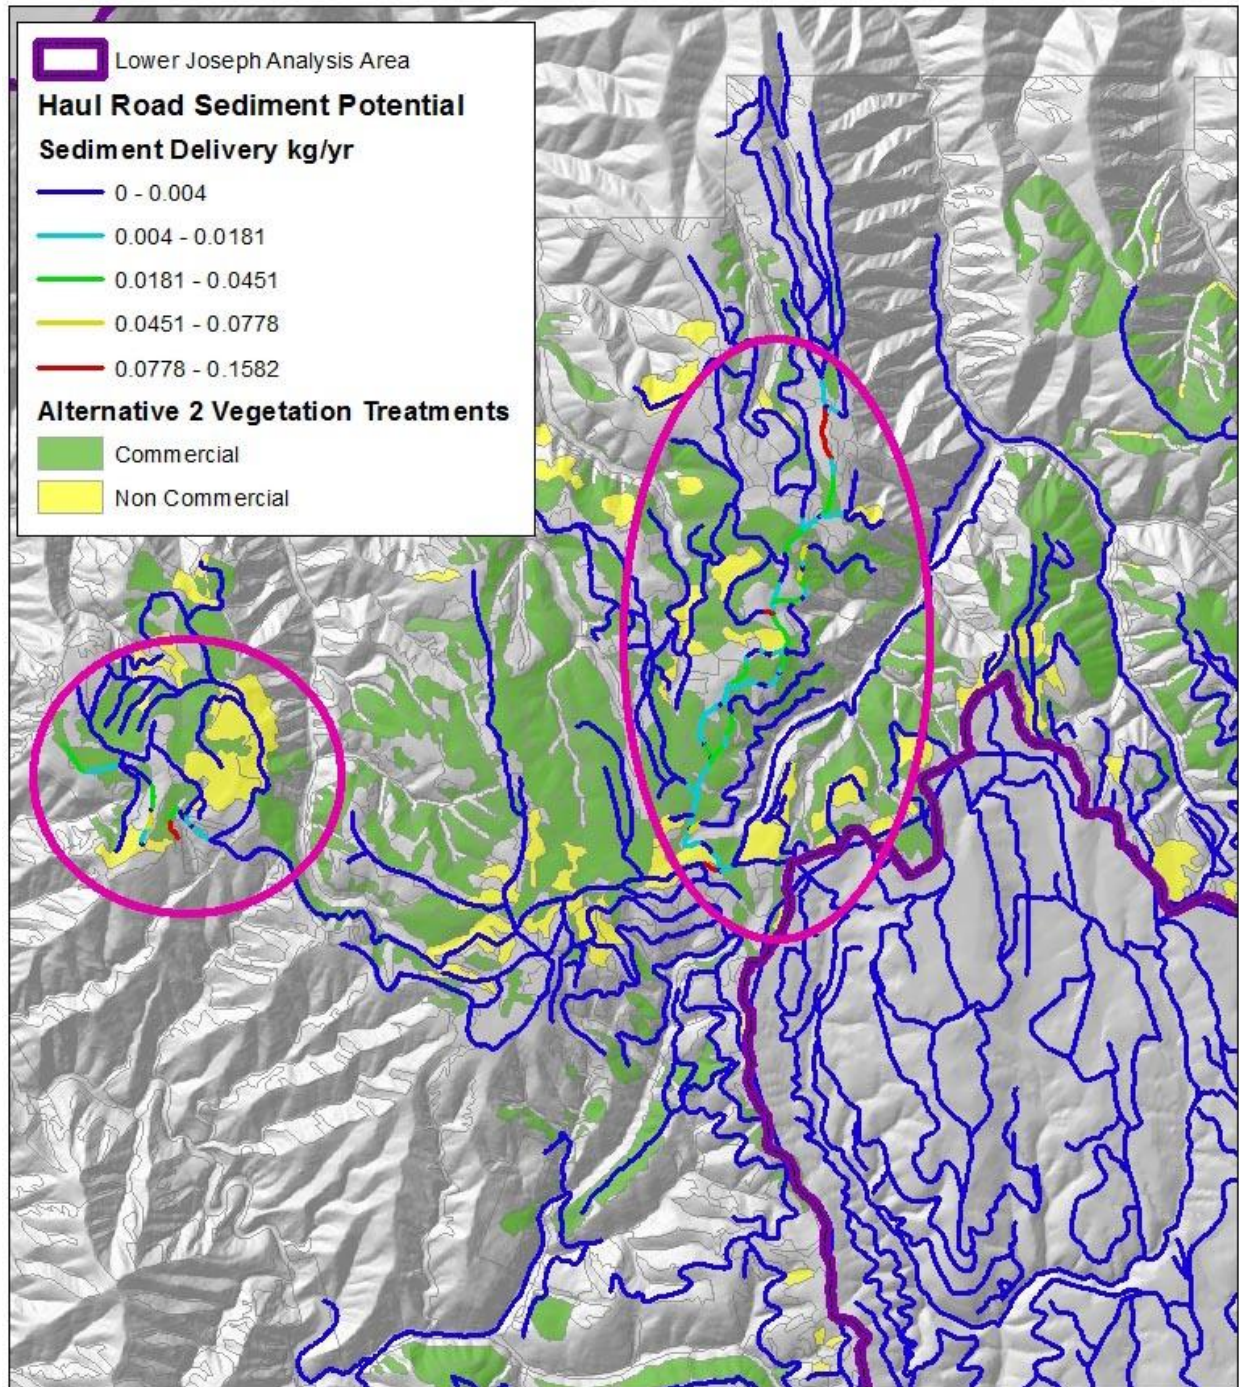 Lower Joseph Analysis Area
Haul Road Sediment Potential
Sediment Delivery kg/yr
0 - 0.004
0.004 - 0.0181
0.0181 - 0.0451
0.0451 - 0.0778
0.0778 - 0.1582
Alternative 2 Vegetation Treatments
Commercial
Non Commercial